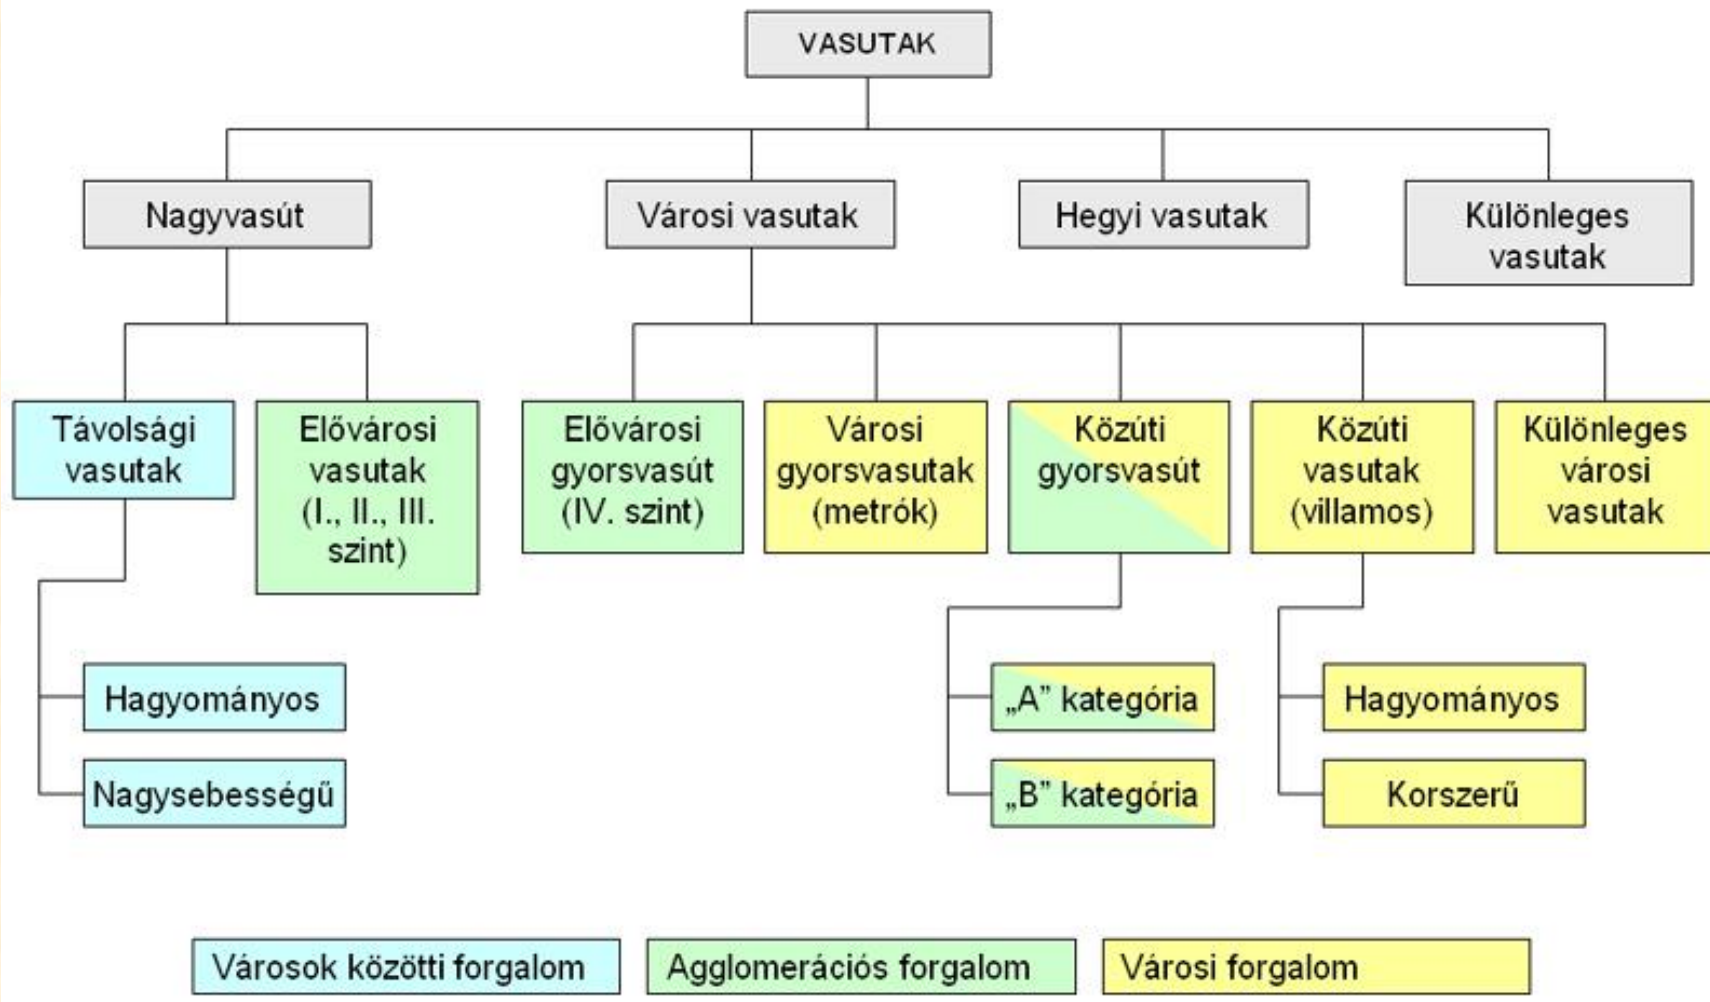 VASUTAK
Nagyvasút
Városi vasutak
Hegyi vasutak
Különleges
vasutak
Távolsági
vasutak
Elővárosi
vasutak
(I., II., III.
szint)
Elővárosi
gyorsvasút
(IV. szint)
Városi
gyorsvasutak
(metrók)
Közúti
gyorsvasút
Közúti
vasutak
(villamos)
Különleges
városi
vasutak
Hagyományos
Nagysebességű
„A” kategória
„B” kategória
Hagyományos
Korszerű
Városok közötti forgalom
Agglomerációs forgalom
Városi forgalom